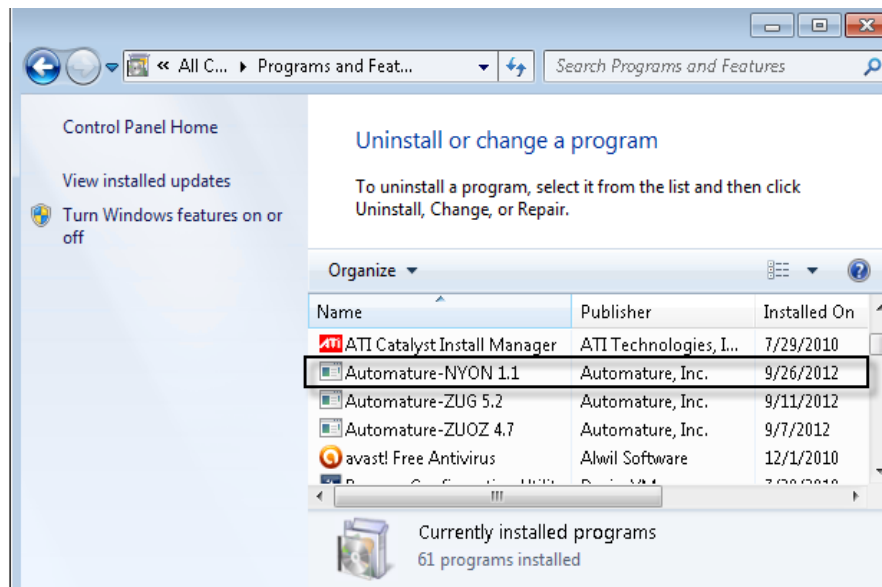 « All C... ▸ Programs and Feat...
Search Programs and Features
Control Panel Home
View installed updates
Turn Windows features on or
off
Uninstall or change a program
To uninstall a program, select it from the list and then click
Uninstall, Change, or Repair.
Organize
Name Publisher Installed On
ATI ATI Catalyst Install Manager ATI Technologies, I... 7/29/2010
Automature-NYON 1.1 Automature, Inc. 9/26/2012
Automature-ZUG 5.2 Automature, Inc. 9/11/2012
Automature-ZUOZ 4.7 Automature, Inc. 9/7/2012
avast! Free Antivirus Alwil Software 12/1/2010
Currently installed programs
61 programs installed